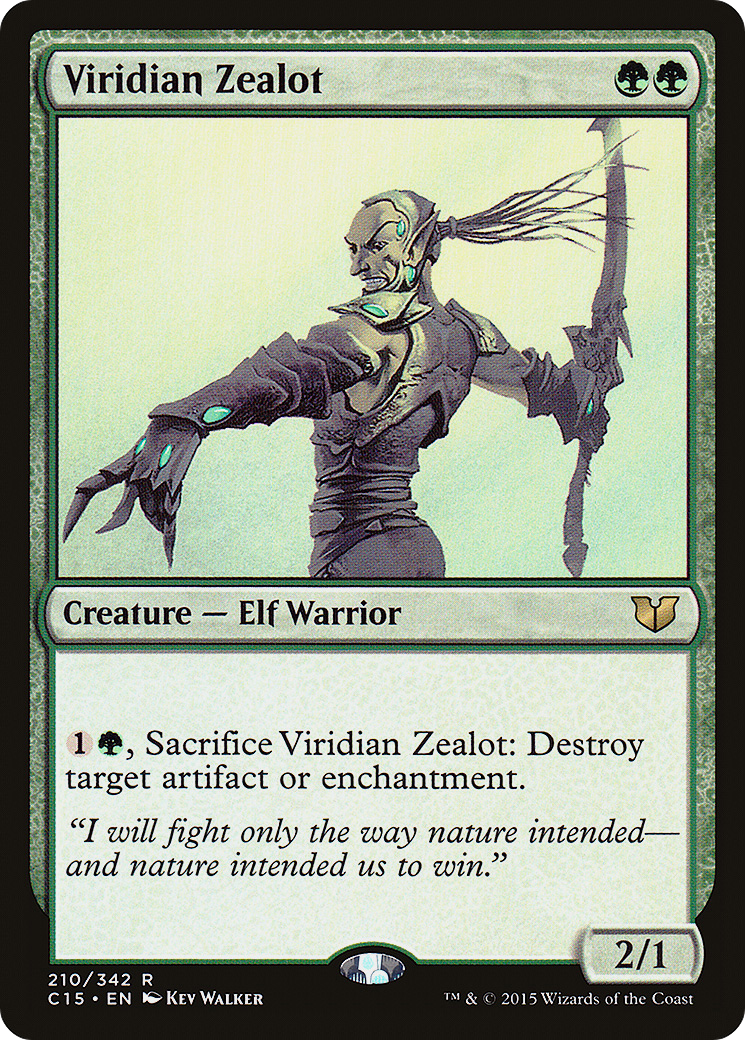 Viridian Zealot
Creature — Elf Warrior
1, Sacrifice Viridian Zealot: Destroy
target artifact or enchantment.
“I will fight only the way nature intended—
and nature intended us to win.”
2/1
210/342 R
C15 • EN Kev Walker
™ & © 2015 Wizards of the Coast